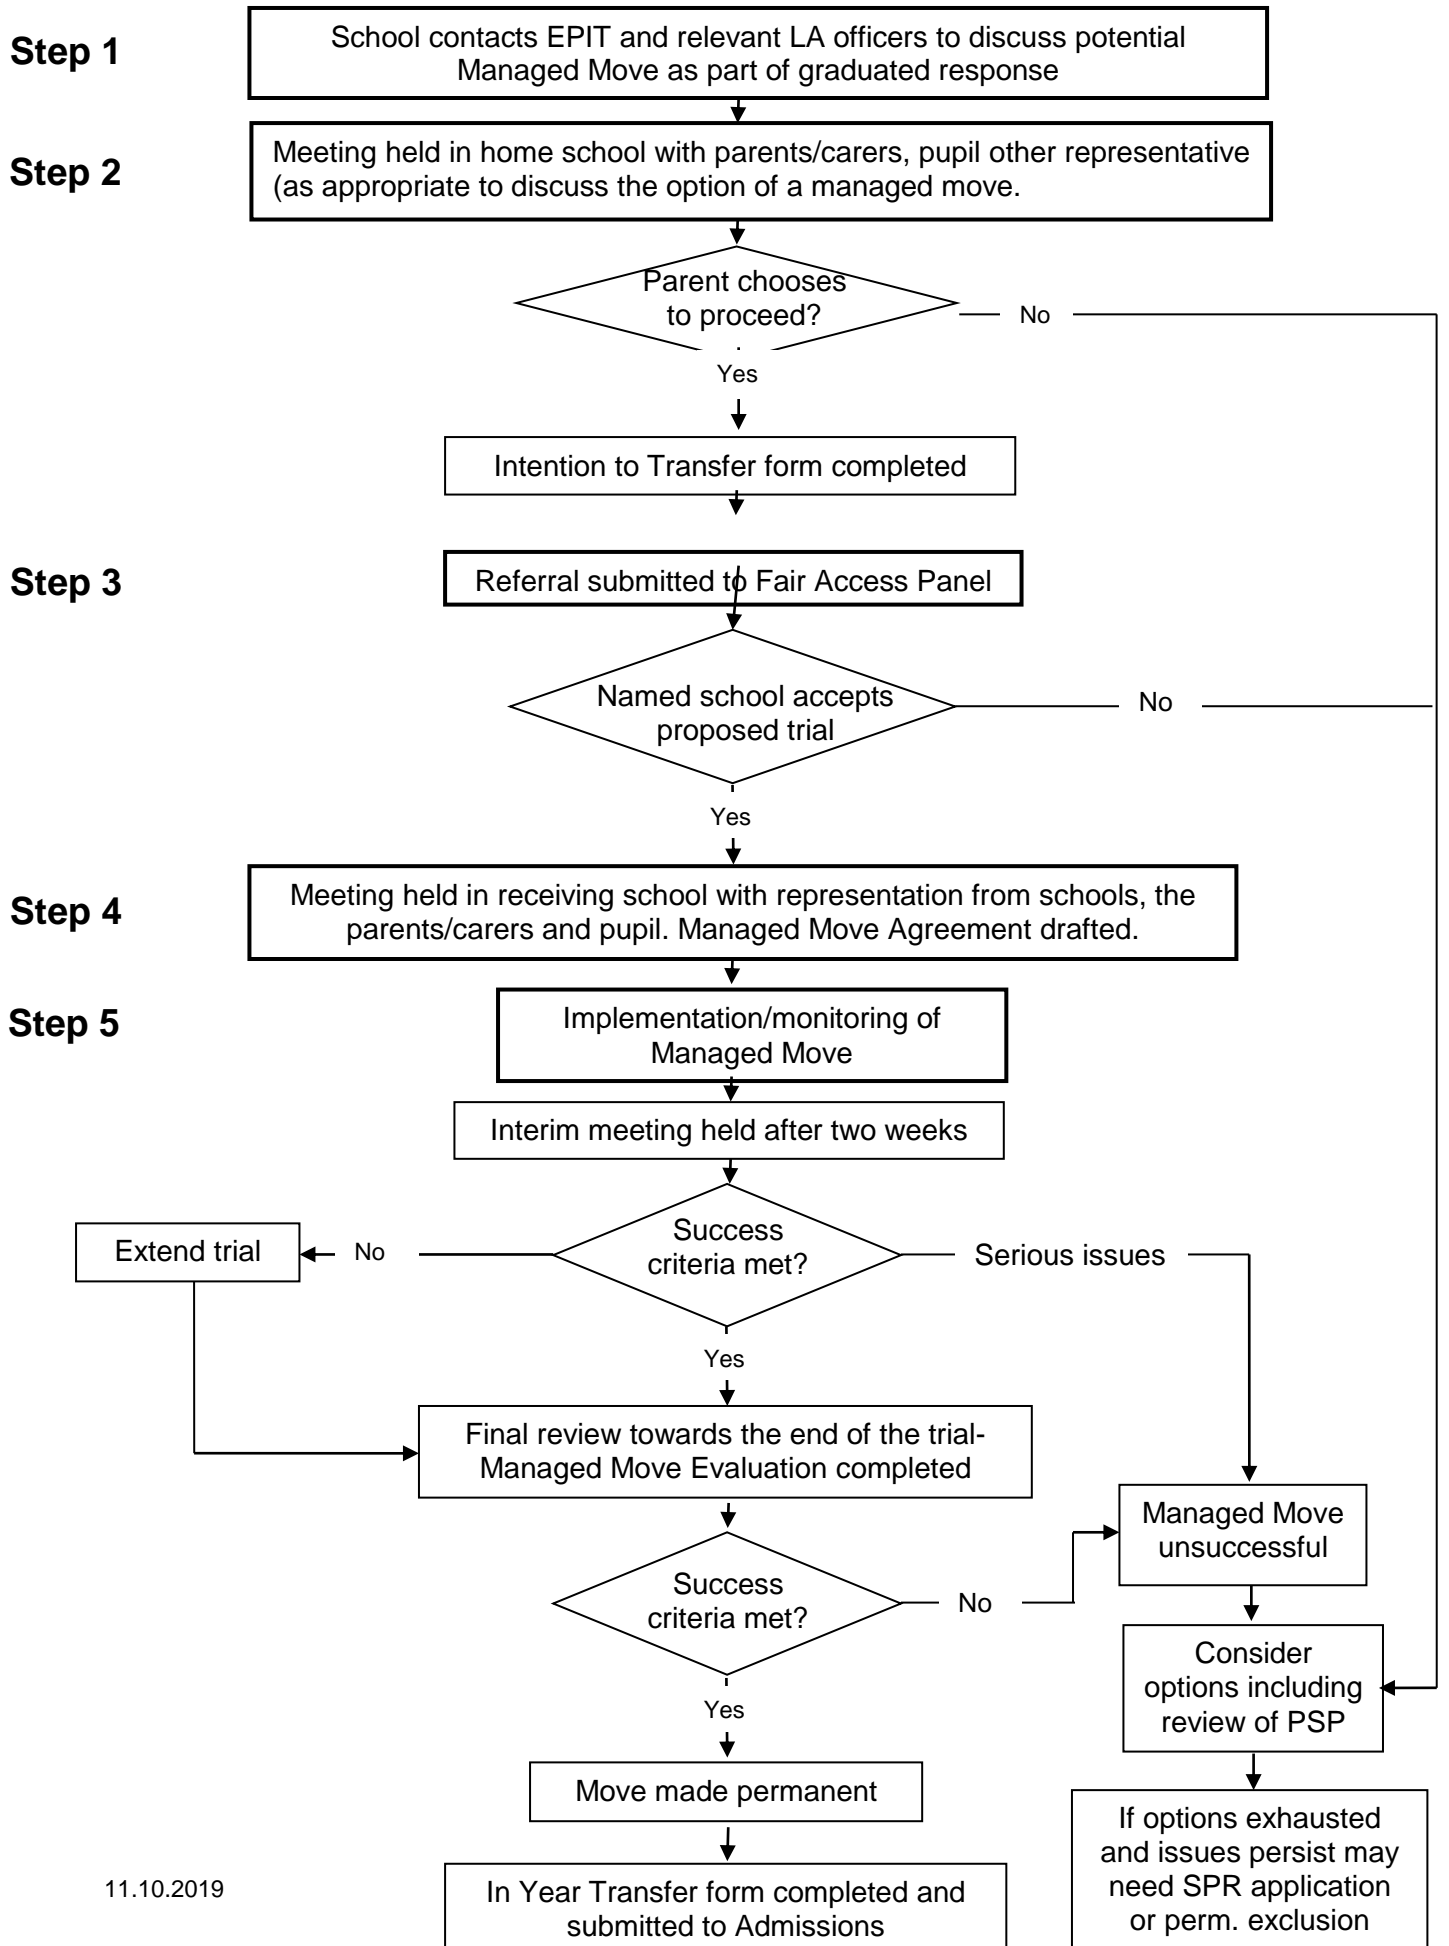 Step 1
School contacts EPIT and relevant LA officers to discuss potential
Managed Move as part of graduated response
Step 2
Meeting held in home school with parents/carers, pupil other representative
(as appropriate to discuss the option of a managed move.
Parent chooses
to proceed?
No
Yes
Intention to Transfer form completed
Step 3
Referral submitted to Fair Access Panel
Named school accepts
proposed trial
No
Yes
Step 4
Meeting held in receiving school with representation from schools, the
parents/carers and pupil. Managed Move Agreement drafted.
Step 5
Implementation/monitoring of
Managed Move
Interim meeting held after two weeks
Success
criteria met?
Extend trial
No
Serious issues
Yes
Final review towards the end of the trial-
Managed Move Evaluation completed
Managed Move
unsuccessful
Success
criteria met?
No
Consider
options including
review of PSP
Yes
Move made permanent
If options exhausted
and issues persist may
need SPR application
or perm. exclusion
In Year Transfer form completed and
submitted to Admissions
11.10.2019